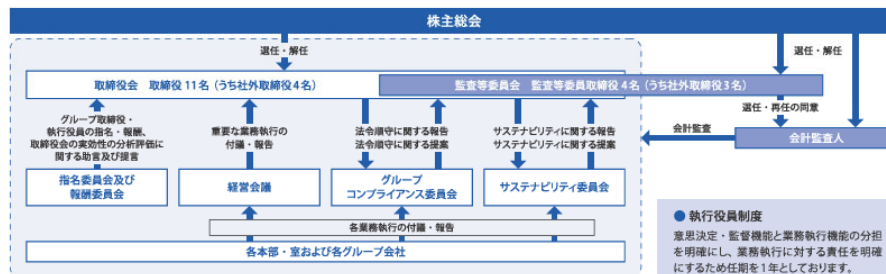 株主総会
選任・解任
選任・解任
取締役会　取締役11名（うち社外取締役4名）
監査等委員会　監査等委員取締役4名（うち社外取締役3名）
選任・再任の同意
グループ取締役・
執行役員の指名・報酬、
取締役会の実効性の分析評価に
関する助言及び提言
重要な業務執行の
付議・報告
法令順守に関する報告
法令順守に関する提案
サステナビリティに関する報告
サステナビリティに関する提案
会計監査
会計監査人
指名委員会及び
報酬委員会
経営会議
グループ
コンプライアンス委員会
サステナビリティ委員会
各業務執行の付議・報告
各本部・室および各グループ会社
● 執行役員制度
意思決定・監督機能と業務執行機能の分担
を明確にし、業務執行に対する責任を明確
にするため任期を1年としております。